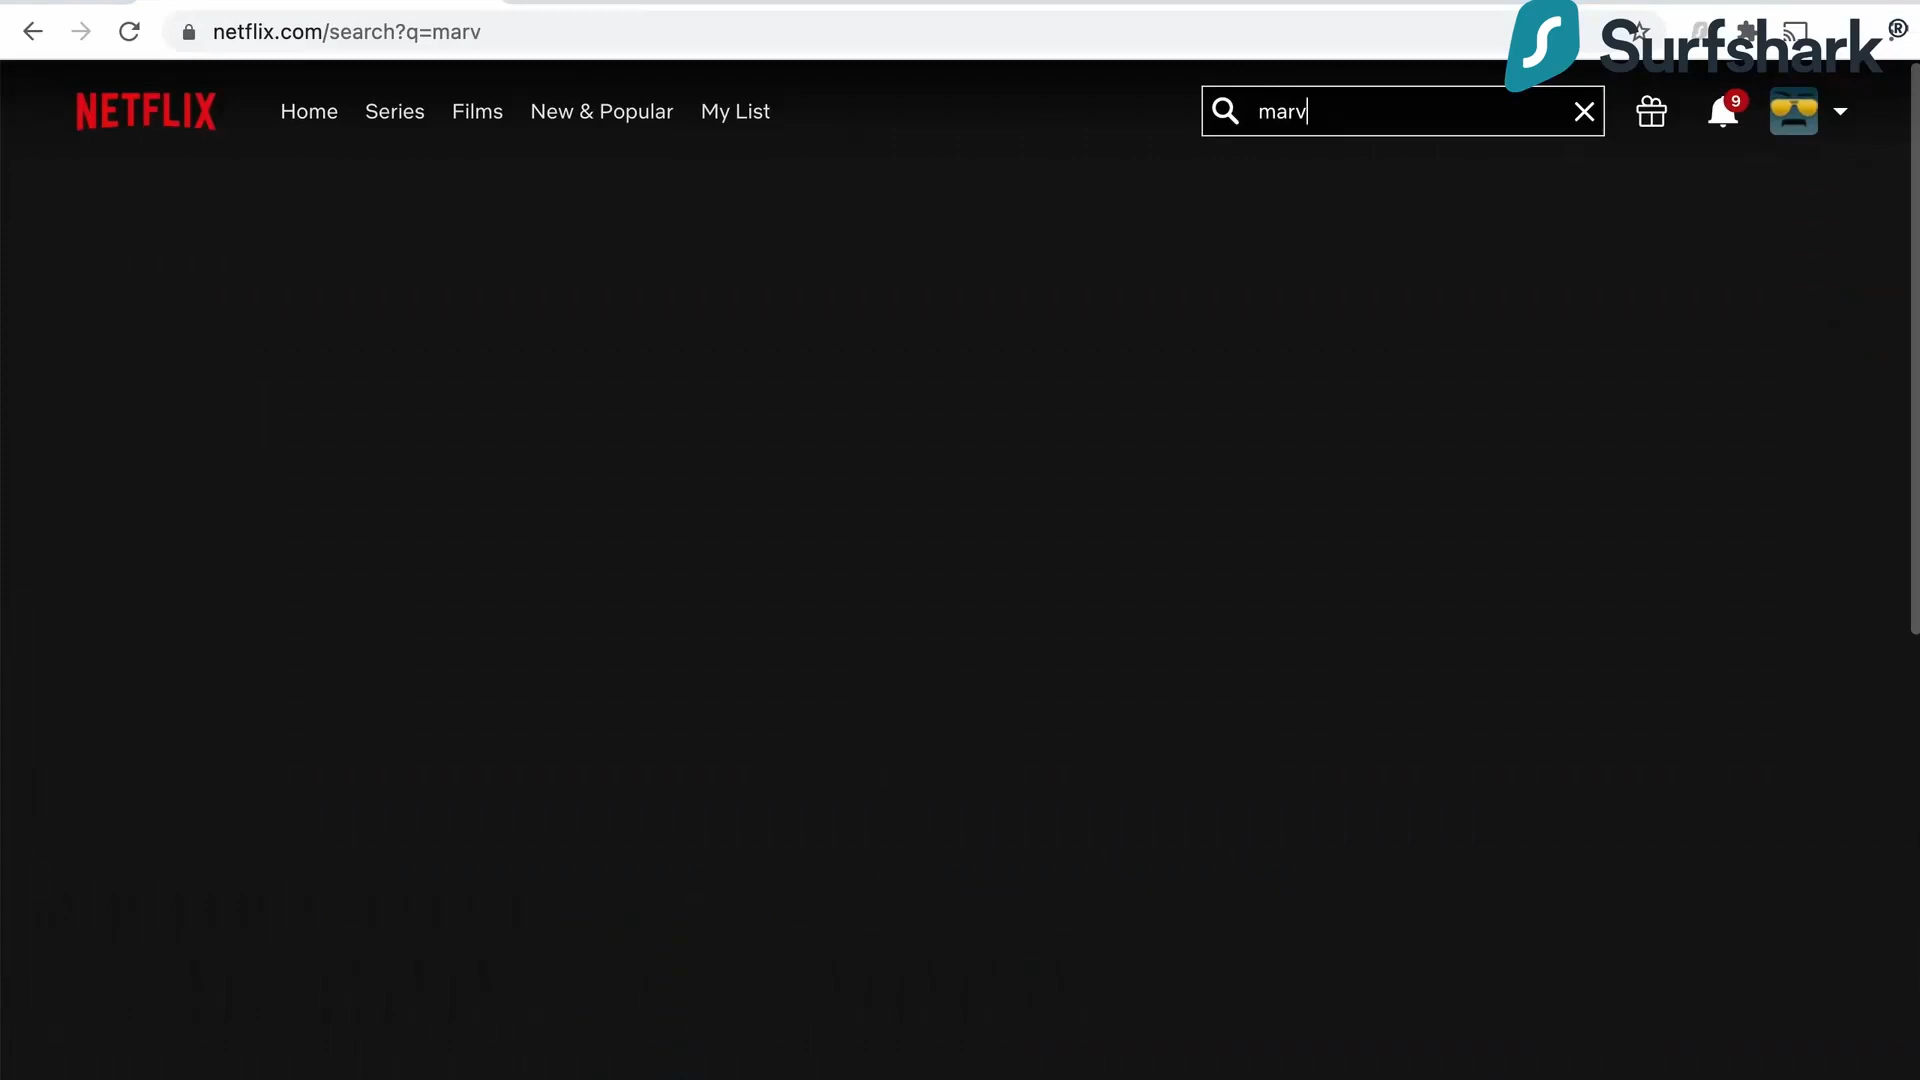 netflix.com/search?q=marv
Surfshark®
NETFLIX
Home
Series
Films
New & Popular
My List
marv
9